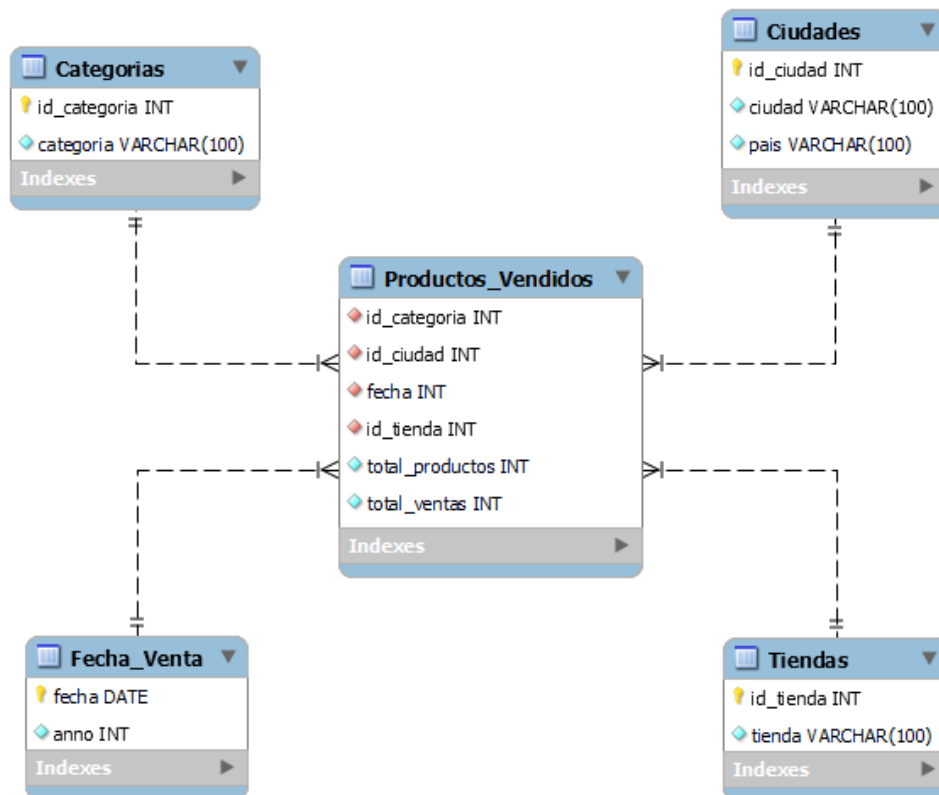 Categorias
id_categoria INT
categoria VARCHAR(100)
Indexes
Ciudades
id_ciudad INT
ciudad VARCHAR(100)
pais VARCHAR(100)
Indexes
Productos_Vendidos
id_categoria INT
id_ciudad INT
fecha INT
id_tienda INT
total_productos INT
total_ventas INT
Indexes
Fecha_Venta
fecha DATE
anno INT
Indexes
Tiendas
id_tienda INT
tienda VARCHAR(100)
Indexes